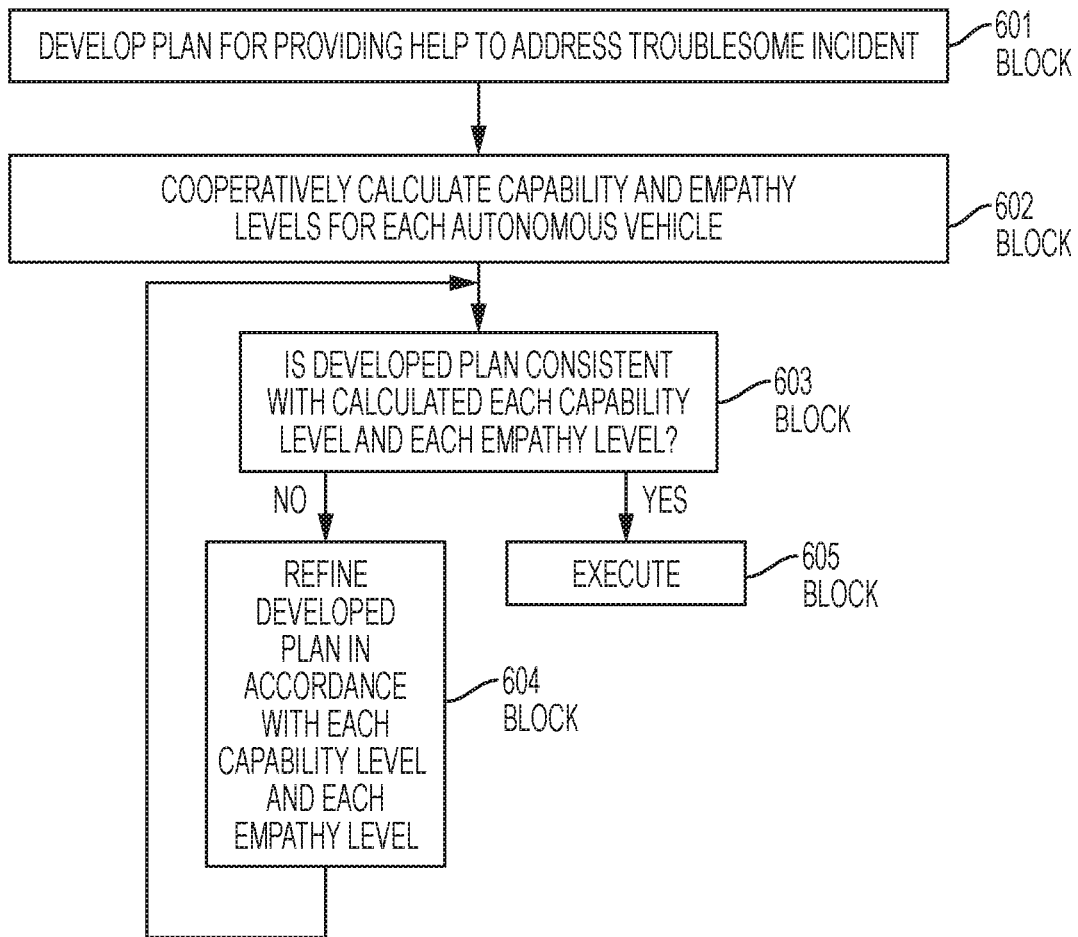 DEVELOP PLAN FOR PROVIDING HELP TO ADDRESS TROUBLESOME INCIDENT
601
BLOCK
COOPERATIVELY CALCULATE CAPABILITY AND EMPATHY
LEVELS FOR EACH AUTONOMOUS VEHICLE
602
BLOCK
IS DEVELOPED PLAN CONSISTENT
WITH CALCULATED EACH CAPABILITY
LEVEL AND EACH EMPATHY LEVEL?
603
BLOCK
NO
YES
REFINE
DEVELOPED
PLAN IN
ACCORDANCE
WITH EACH
CAPABILITY LEVEL
AND EACH
EMPATHY LEVEL
604
BLOCK
EXECUTE
605
BLOCK